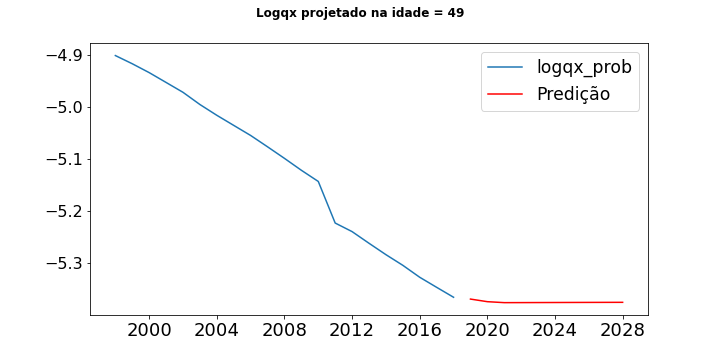 Logqx projetado na idade = 49
−4.9
−5.0
−5.1
−5.2
−5.3
logqx_prob
Predição
2000 2004 2008 2012 2016 2020 2024 2028